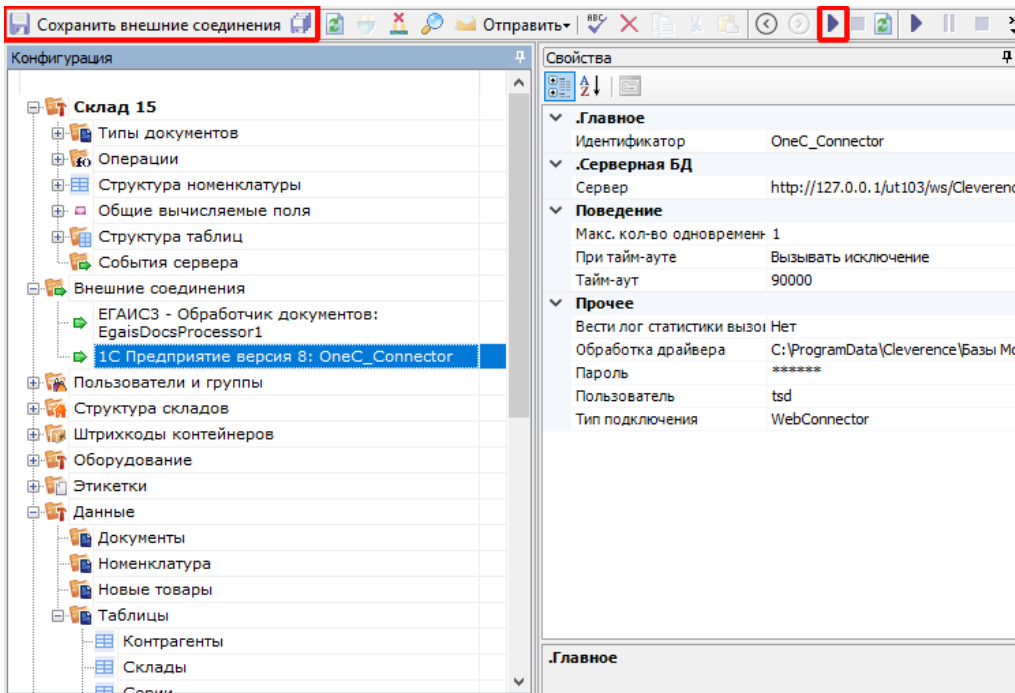 Сохранить внешние соединения
Отправить
ABC
Конфигурация
Склад 15
Типы документов
Операции
Структура номенклатуры
Общие вычисляемые поля
Структура таблиц
События сервера
Внешние соединения
ЕГАИС3 - Обработчик документов:
EgaisDocsProcessor1
1С Предприятие версия 8: OneC_Connector
Пользователи и группы
Структура складов
Штрихкоды контейнеров
Оборудование
Этикетки
Данные
Документы
Номенклатура
Новые товары
Таблицы
Контрагенты
Склады
Серии
Свойства
.Главное
Идентификатор OneC_Connector
.Серверная БД
Сервер http://127.0.0.1/ut103/ws/Cleverenc
Поведение
Макс. кол-во одновременн 1
При тайм-ауте Вызывать исключение
Тайм-аут 90000
Прочее
Вести лог статистики вызов Нет
Обработка драйвера C:\ProgramData\Cleverence\Базы Мо
Пароль ******
Пользователь tsd
Тип подключения WebConnector
.Главное